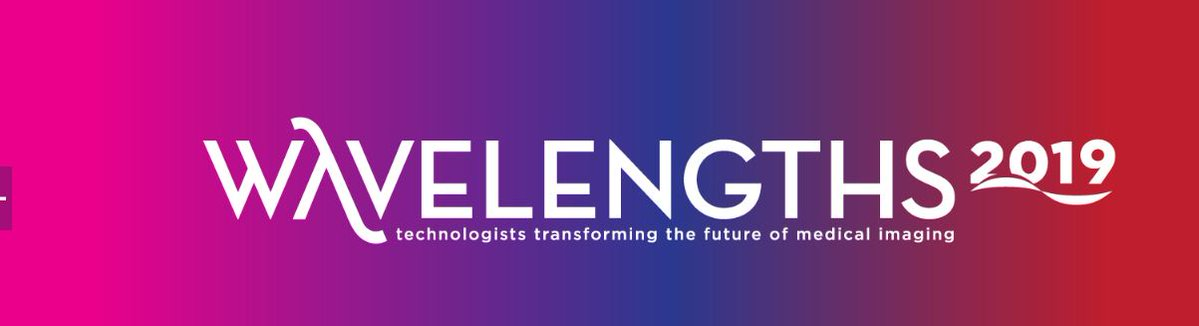 WAVELENGTHS 2019
technologists transforming the future of medical imaging